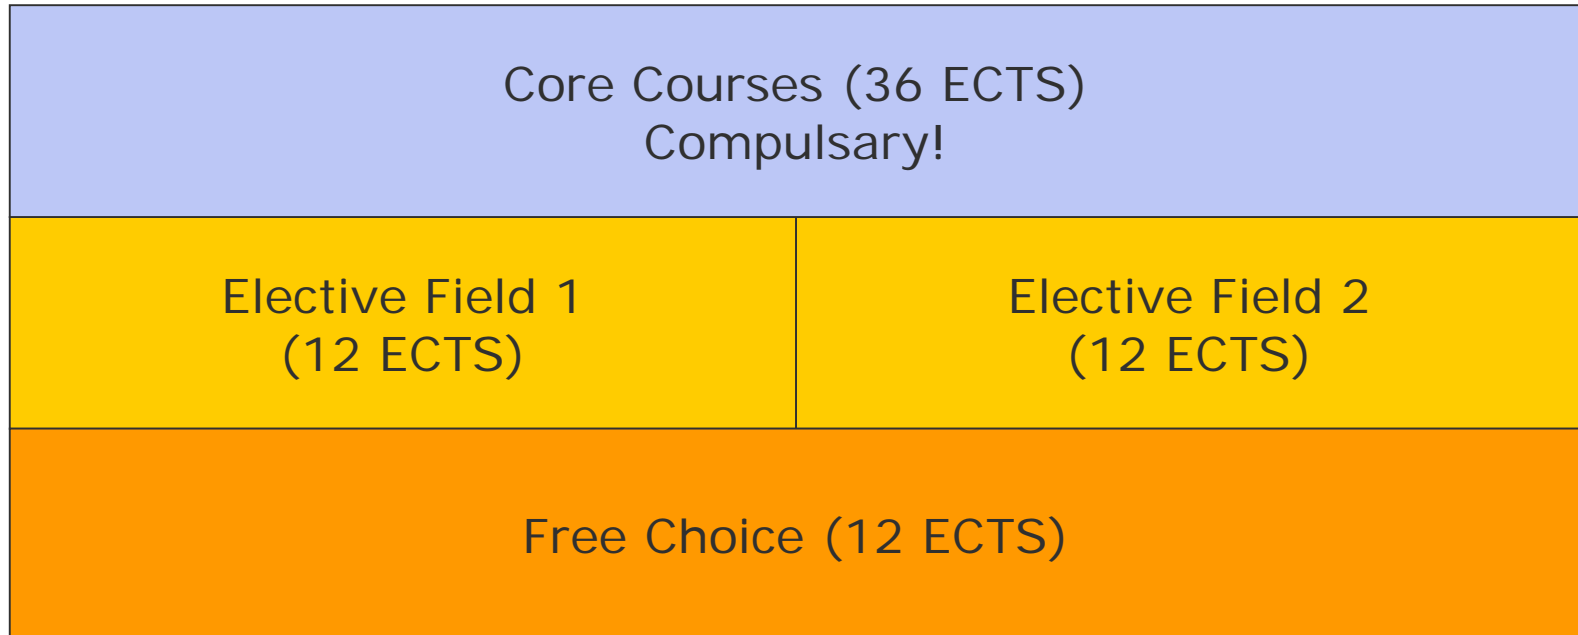 Core Courses (36 ECTS)
Compulsary!
Elective Field 1
(12 ECTS)
Elective Field 2
(12 ECTS)
Free Choice (12 ECTS)